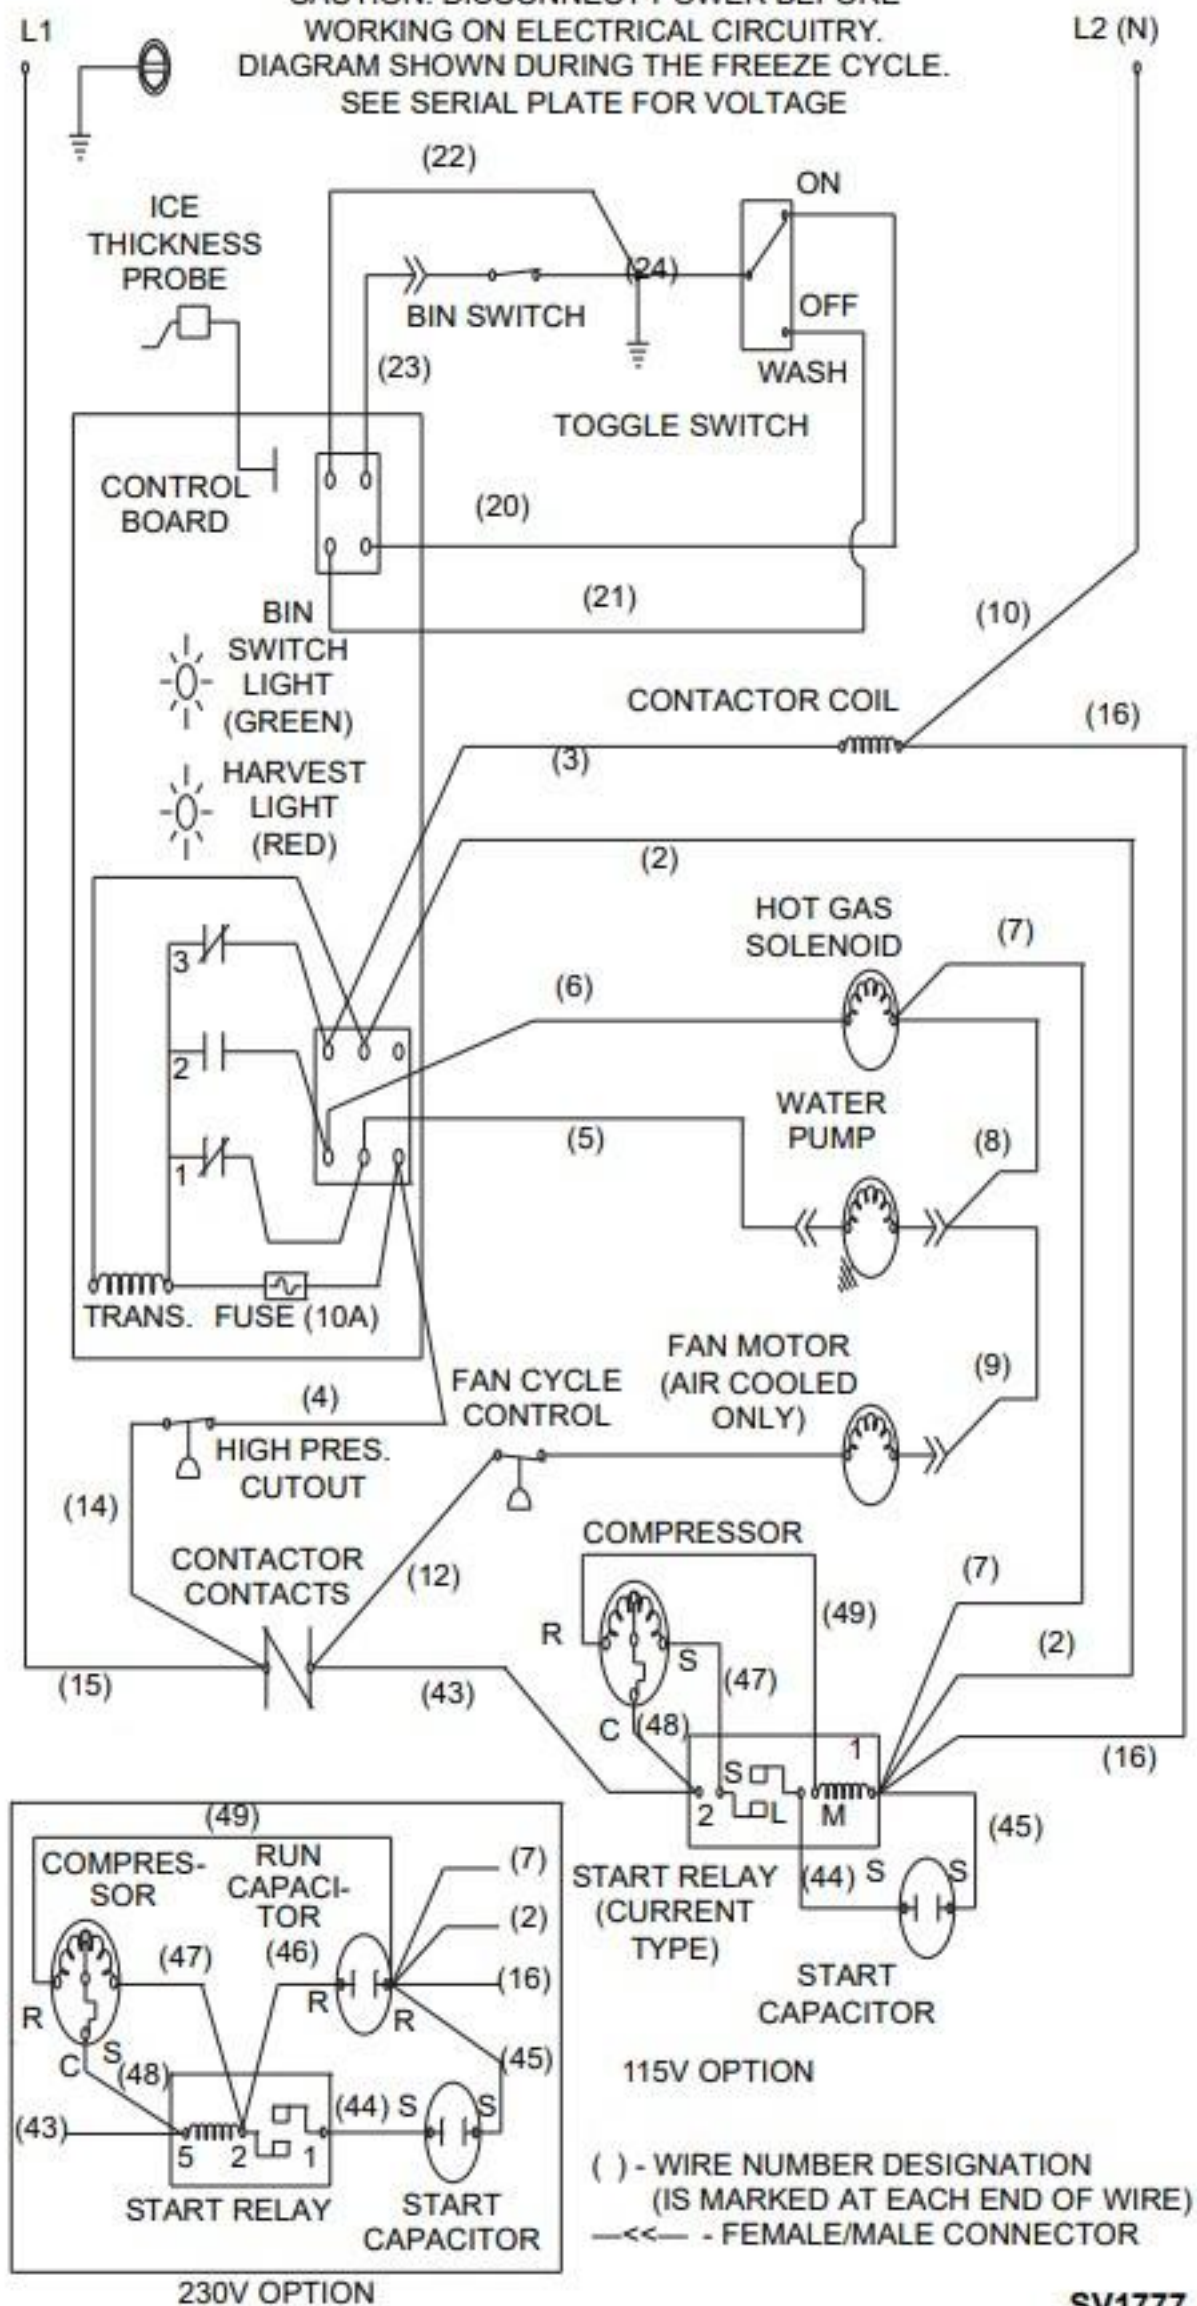 CAUTION: DISCONNECT POWER BEFORE
WORKING ON ELECTRICAL CIRCUITRY.
DIAGRAM SHOWN DURING THE FREEZE CYCLE.
SEE SERIAL PLATE FOR VOLTAGE
L1
L2 (N)
(22)
ON
ICE
THICKNESS
PROBE
(24)
BIN SWITCH
OFF
(23)
WASH
TOGGLE SWITCH
CONTROL
BOARD
(20)
(21)
(10)
BIN
SWITCH
LIGHT
(GREEN)
CONTACTOR COIL
(16)
(3)
HARVEST
LIGHT
(RED)
(2)
HOT GAS
SOLENOID
(7)
3
(6)
2
WATER
PUMP
(5)
(8)
1
TRANS.
FUSE (10A)
FAN MOTOR
(AIR COOLED
ONLY)
(9)
(4)
FAN CYCLE
CONTROL
HIGH PRES.
CUTOUT
(14)
COMPRESSOR
CONTACTOR
CONTACTS
(12)
(7)
(49)
R
S
(2)
(15)
(43)
(47)
C
(48)
1
(16)
S
2
L
M
(45)
START RELAY
(CURRENT
TYPE)
(44)
S
S
START
CAPACITOR
115V OPTION
(49)
COMPRES-
SOR
RUN
CAPACI-
TOR
(7)
(2)
(47)
(46)
(16)
R
R
R
C
S
(48)
(45)
(43)
(44)
S
S
5
2
1
START RELAY
START
CAPACITOR
230V OPTION
( ) - WIRE NUMBER DESIGNATION
(IS MARKED AT EACH END OF WIRE)
—<<— - FEMALE/MALE CONNECTOR
SV1777